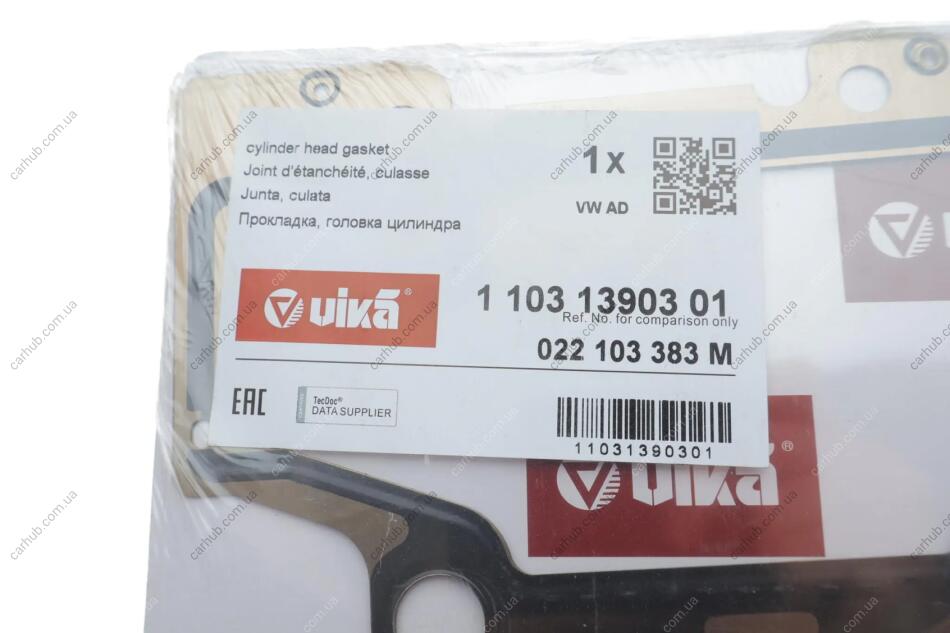 cylinder head gasket
Joint d'étanchéité, culasse
Junta, culata
Прокладка, головка цилиндра
1 x
VW AD
vika®
1 103 13903 01
Ref. No. for comparison only
022 103 383 M
EAC
TecDoc®
DATA SUPPLIER
11031390301
vika®
carhub.com.ua